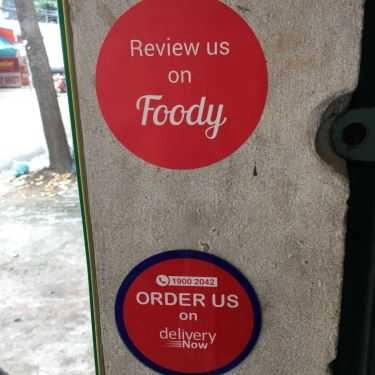 Review us
on
Foody
1900 2042
ORDER US
on
delivery
Now